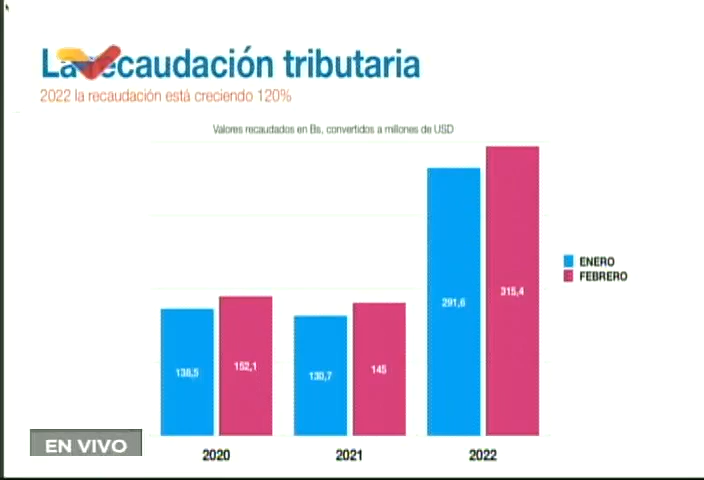 La recaudación tributaria
2022 la recaudación está creciendo 120%
Valores recaudados en Bs, convertidos a millones de USD
315,4
291,6
152,1
138,5
145
130,7
ENERO
FEBRERO
EN VIVO
2020
2021
2022